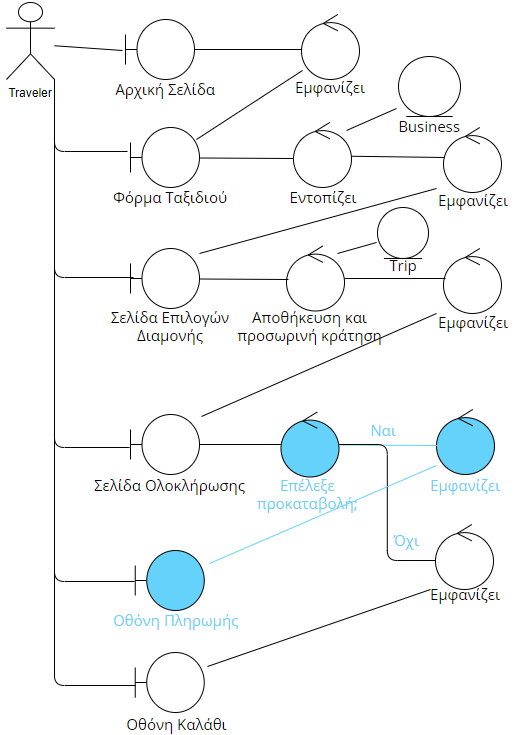 Traveler
Αρχική Σελίδα
Εμφανίζει
Business
Φόρμα Ταξιδιού
Εντοπίζει
Εμφανίζει
Trip
Σελίδα Επιλογών
Διαμονής
Αποθήκευση και
προσωρινή κράτηση
Εμφανίζει
Ναι
Σελίδα Ολοκλήρωσης
Επέλεξε
προκαταβολή;
Εμφανίζει
Όχι
Εμφανίζει
Οθόνη Πληρωμής
Οθόνη Καλάθι